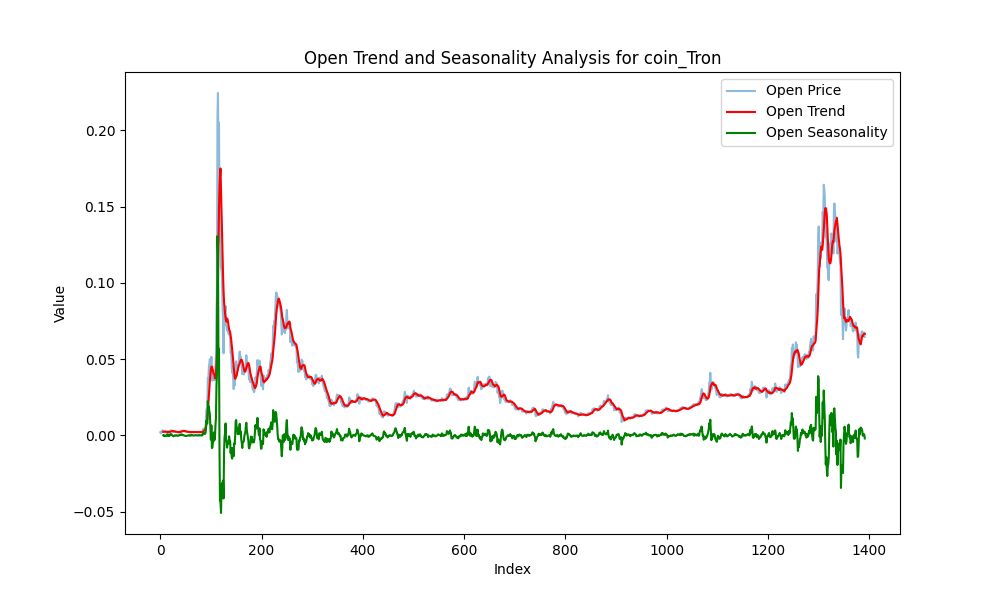 Open Trend and Seasonality Analysis for coin_Tron
Open Price
Open Trend
Open Seasonality
Value
0.20
0.15
0.10
0.05
0.00
−0.05
0
200
400
600
800
1000
1200
1400
Index